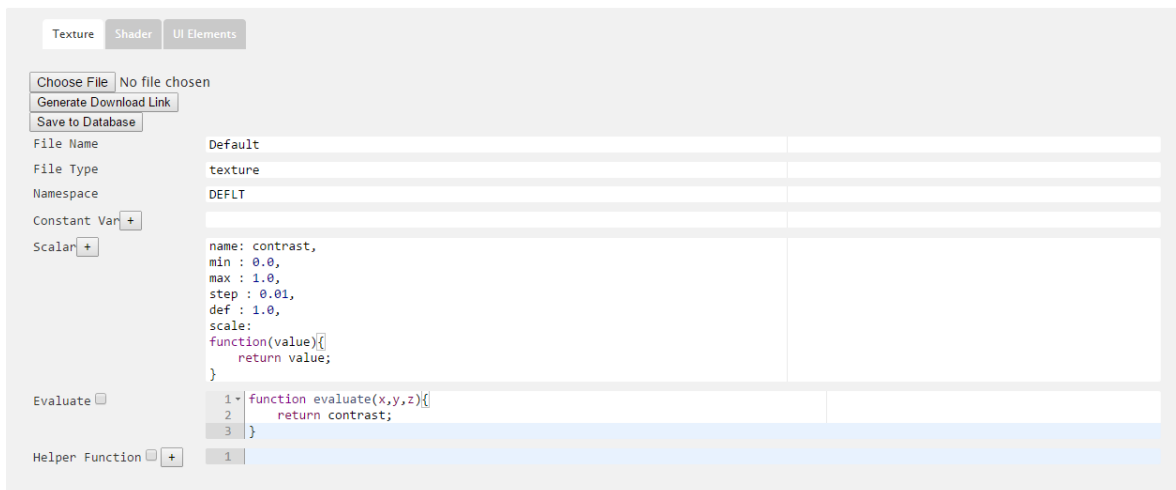 Texture Shader UI Elements
Choose File No file chosen
Generate Download Link
Save to Database
File Name Default
File Type texture
Namespace DEFLT
Constant Var +
Scalar + name: contrast,
min : 0.0,
max : 1.0,
step : 0.01,
def : 1.0,
scale:
function(value){
return value;
}
Evaluate 1 function evaluate(x,y,z){
2 return contrast;
3 }
Helper Function + 1